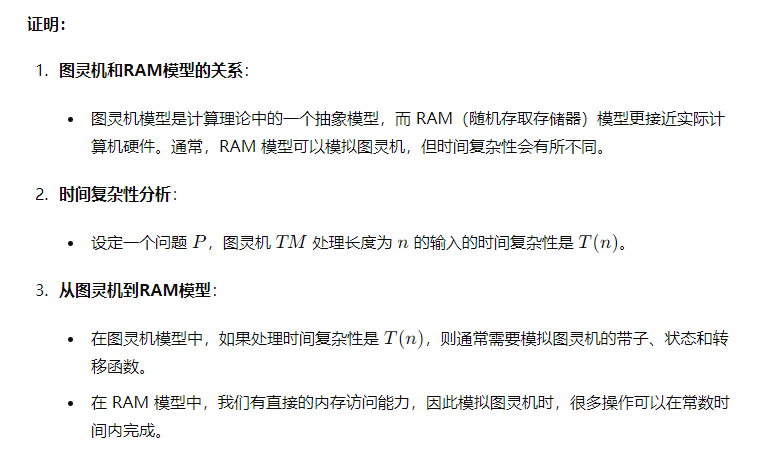 证明：
1. 图灵机和RAM模型的关系：
• 图灵机模型是计算理论中的一个抽象模型，而 RAM（随机存取存储器）模型更接近实际计
算机硬件。通常，RAM 模型可以模拟图灵机，但时间复杂性会有所不同。
2. 时间复杂性分析：
• 设定一个问题 P，图灵机 TM 处理长度为 n 的输入的时间复杂性是 T(n)。
3. 从图灵机到RAM模型：
• 在图灵机模型中，如果处理时间复杂性是 T(n)，则通常需要模拟图灵机的带子、状态和转
移函数。
• 在 RAM 模型中，我们有直接的内存访问能力，因此模拟图灵机时，很多操作可以在常数时
间内完成。